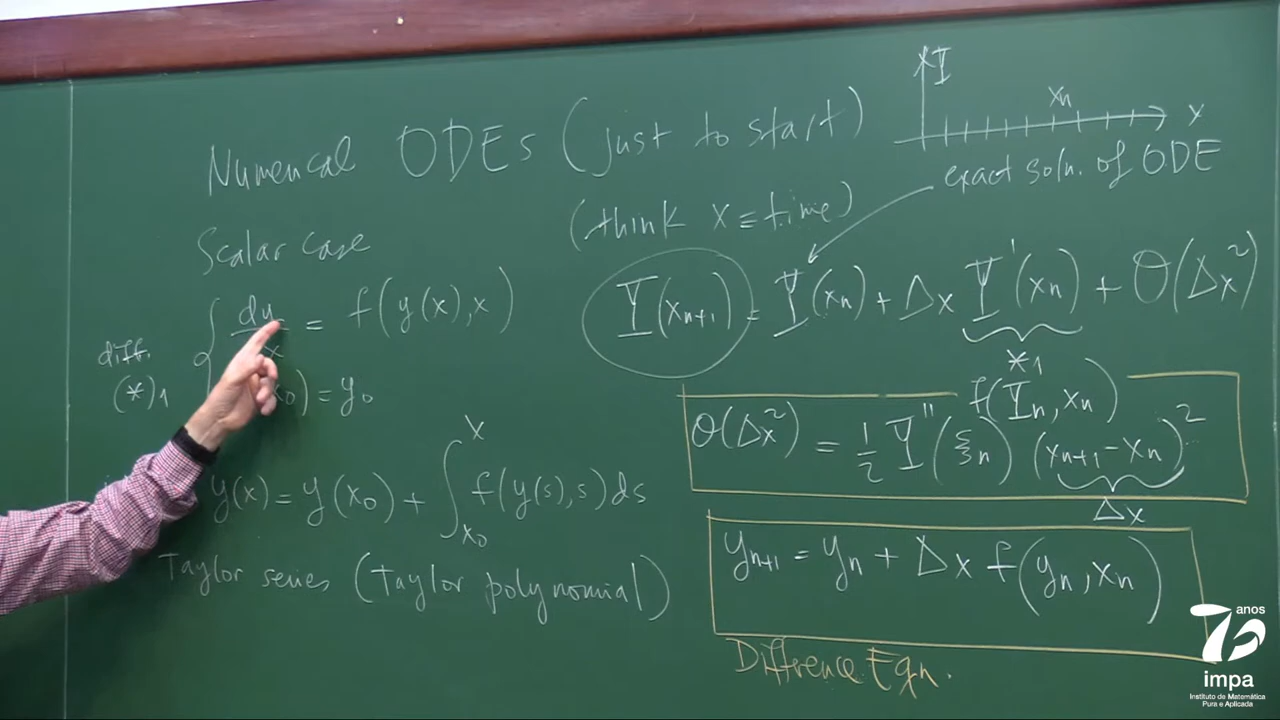 Numerical ODEs (just to start)
(think x ≡ time)
Scalar case
diff. (*)₁
dy = f(y(x),x)
x₀) = y₀
y(x) = y(x₀) + ∫_{x₀}^{x} f(y(s),s)ds
Taylor series (Taylor polynomial)
Y
xₙ
x
exact soln. of ODE
Y(xₙ₊₁) = Y(xₙ) + Δx Y'(xₙ) + O(Δx²)
*1
f(Yₙ, xₙ)
O(Δx²) = 1/2 Y''(ξₙ) (xₙ₊₁ - xₙ)²
Δx
yₙ₊₁ = yₙ + Δx f(yₙ, xₙ)
Diffrence Eqn.
70 anos
impa
Instituto de Matemática
Pura e Aplicada